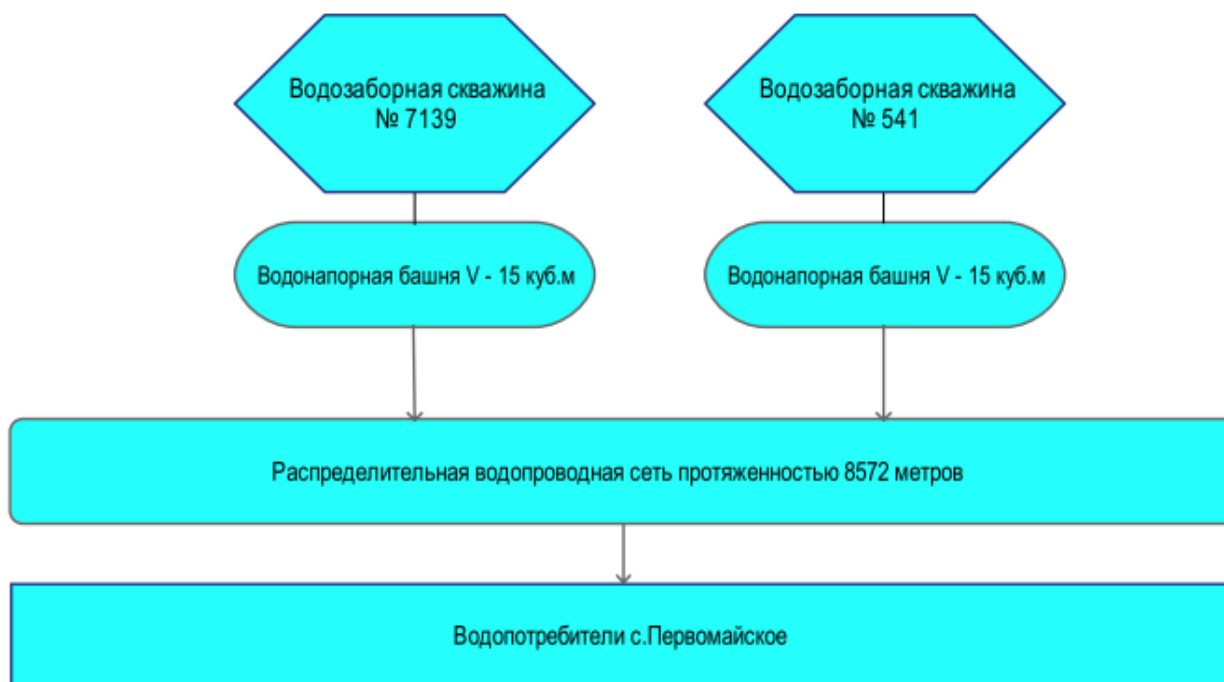 Водозаборная скважина
№ 7139
Водозаборная скважина
№ 541
Водонапорная башня V - 15 куб.м
Водонапорная башня V - 15 куб.м
Распределительная водопроводная сеть протяженностью 8572 метров
Водопотребители с.Первомайское